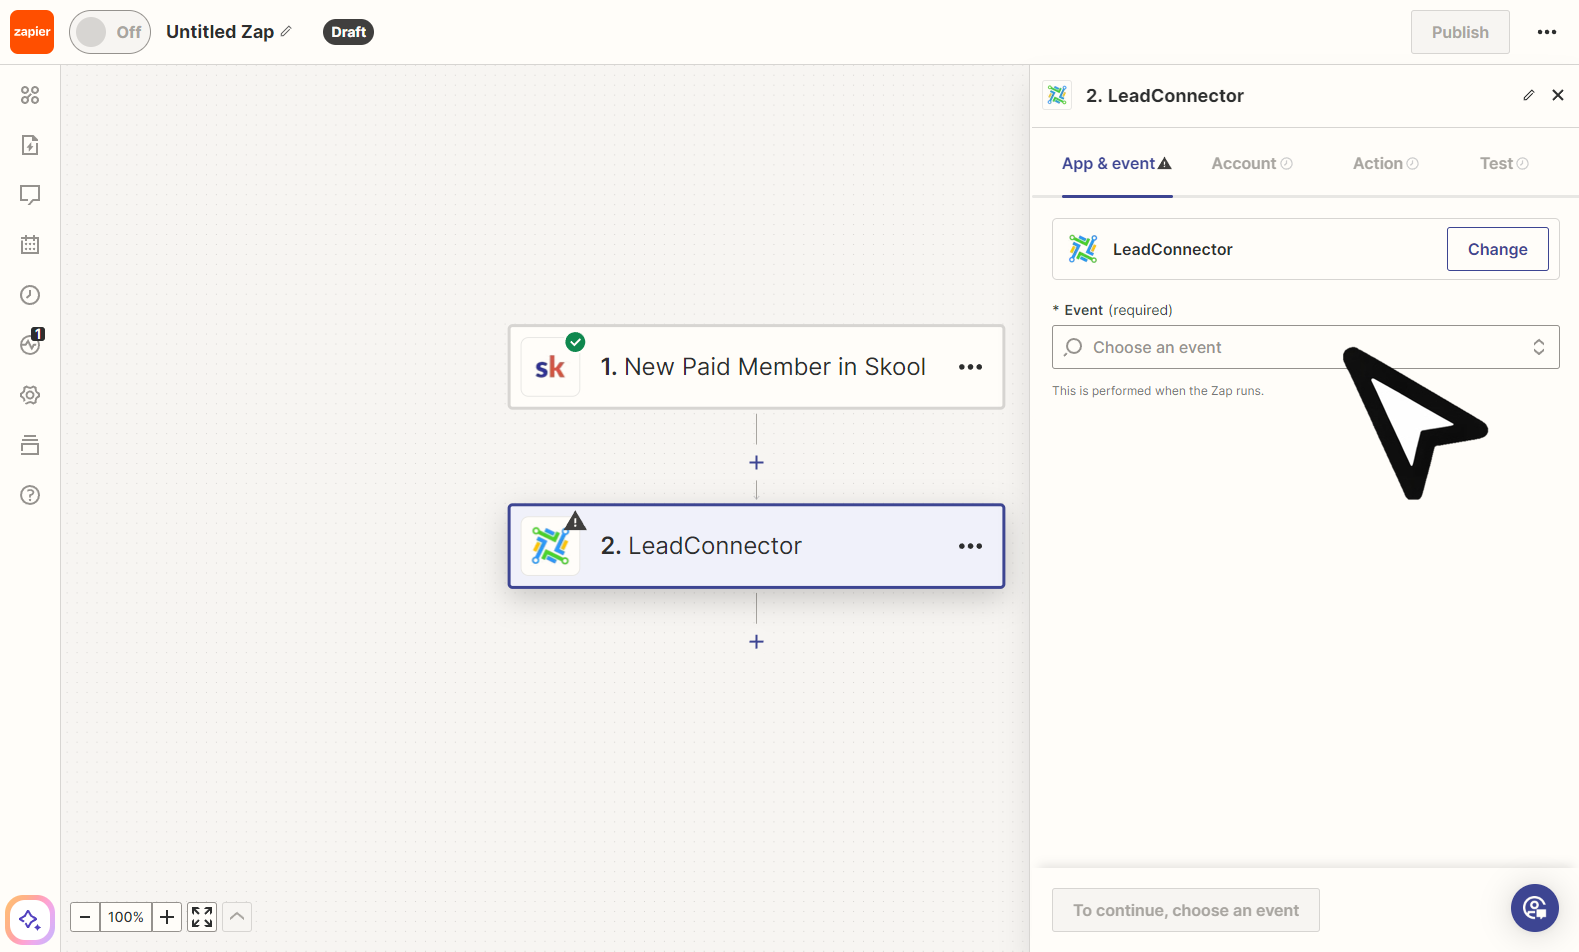 zapier
Off
Untitled Zap
Draft
Publish
2. LeadConnector
App & event
Account
Action
Test
LeadConnector
Change
* Event (required)
Choose an event
This is performed when the Zap runs.
1
sk
1. New Paid Member in Skool
2. LeadConnector
100%
To continue, choose an event